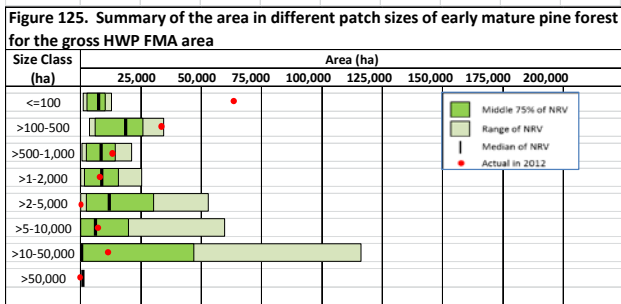 Figure 125. Summary of the area in different patch sizes of early mature pine forest
for the gross HWP FMA area
Size Class
(ha)
Area (ha)
25,000 50,000 75,000 100,000 125,000 150,000 175,000 200,000
<=100
>100-500
>500-1,000
>1-2,000
>2-5,000
>5-10,000
>10-50,000
>50,000
Middle 75% of NRV
Range of NRV
Median of NRV
Actual in 2012